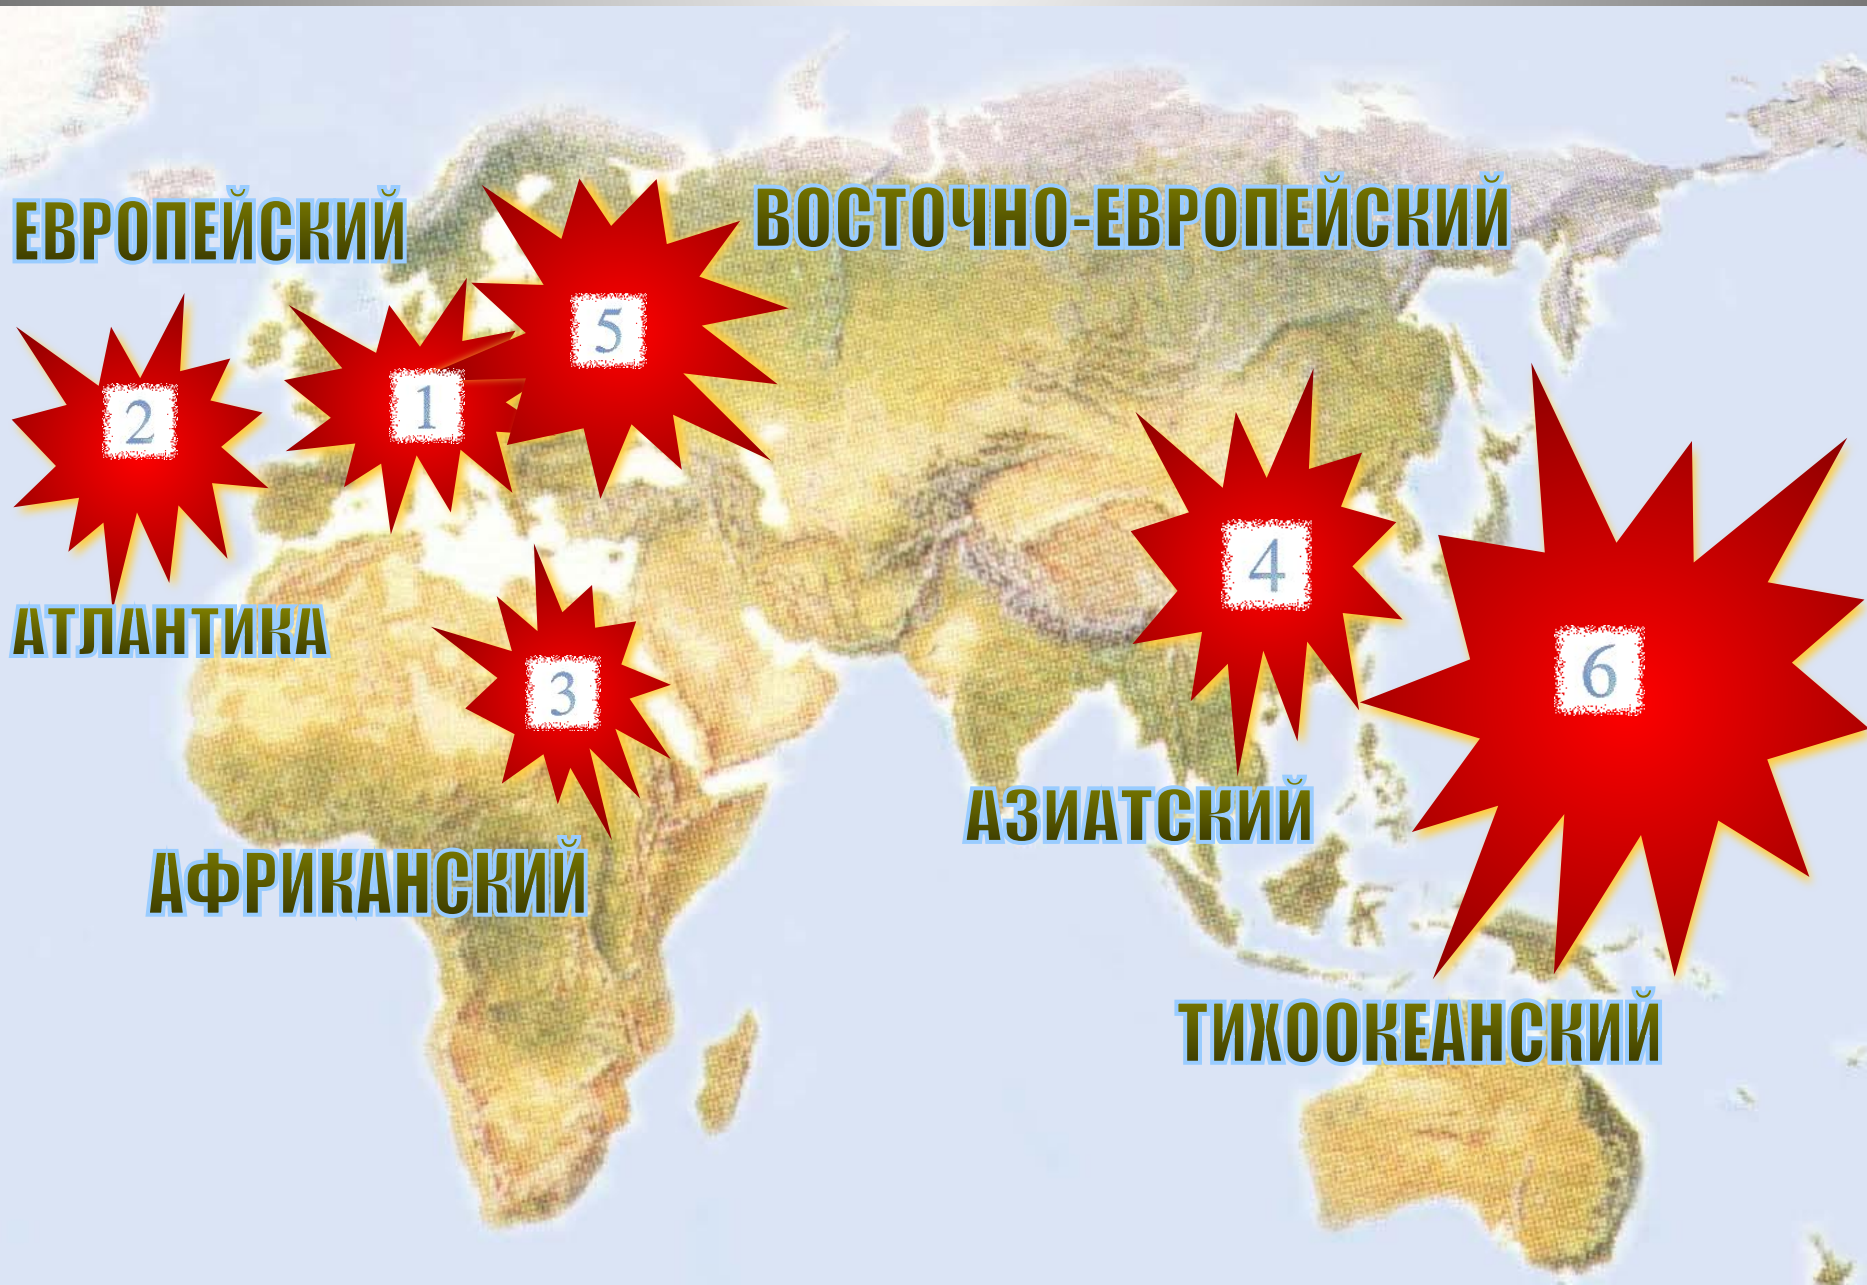 ЕВРОПЕЙСКИЙ
ВОСТОЧНО-ЕВРОПЕЙСКИЙ
5
2
1
4
АТЛАНТИКА
3
6
АЗИАТСКИЙ
АФРИКАНСКИЙ
ТИХООКЕАНСКИЙ